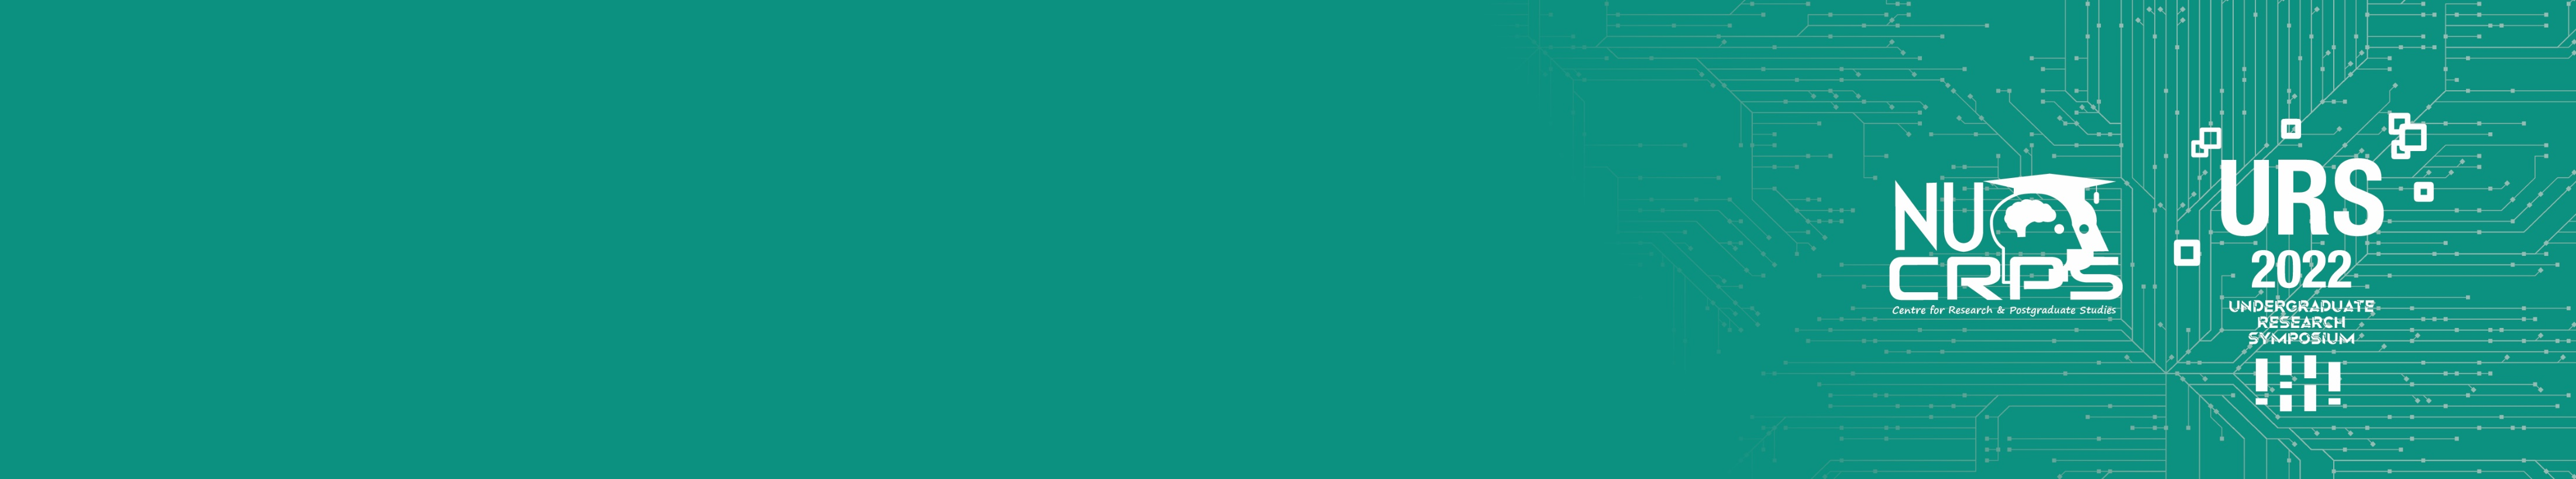 NU
CRPS
Centre for Research & Postgraduate Studies
URS
2022
UNDERGRADUATE
RESEARCH
SYMPOSIUM